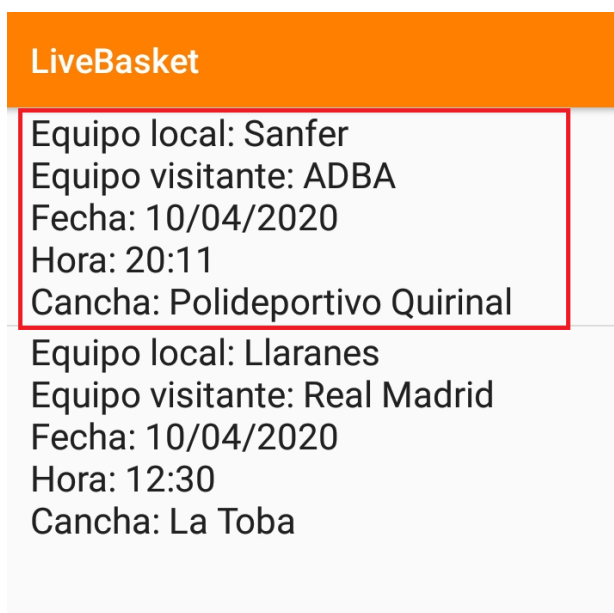 LiveBasket
Equipo local: Sanfer
Equipo visitante: ADBA
Fecha: 10/04/2020
Hora: 20:11
Cancha: Polideportivo Quirinal
Equipo local: Llaranes
Equipo visitante: Real Madrid
Fecha: 10/04/2020
Hora: 12:30
Cancha: La Toba